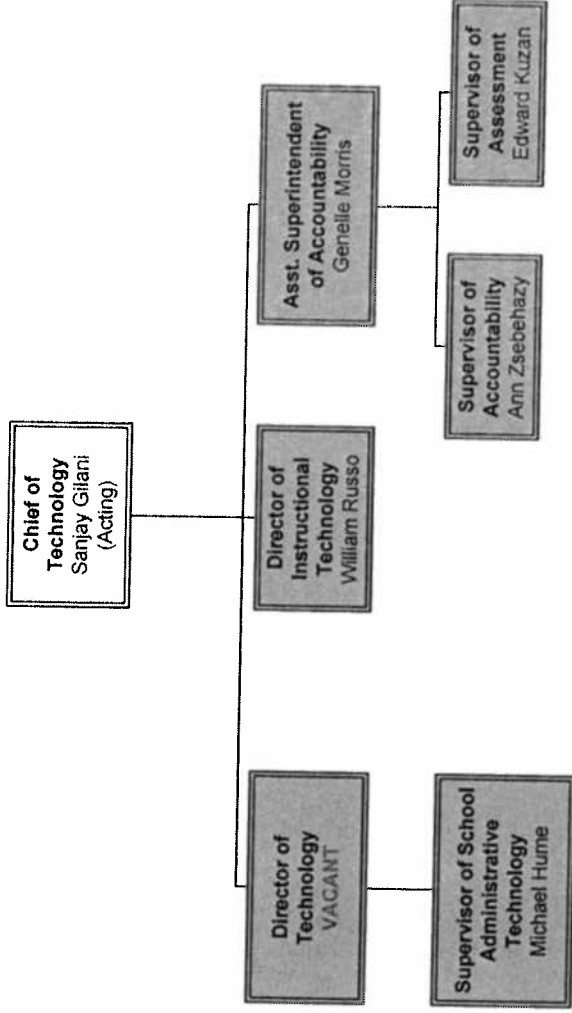 Chief of
Technology
Sanjay Gilani
(Acting)
Director of
Technology
VACANT
Director of
Instructional
Technology
William Russo
Asst. Superintendent
of Accountability
Genelle Morris
Supervisor of School
Administrative
Technology
Michael Hume
Supervisor of
Accountability
Ann Zsebehazy
Supervisor of
Assessment
Edward Kuzan